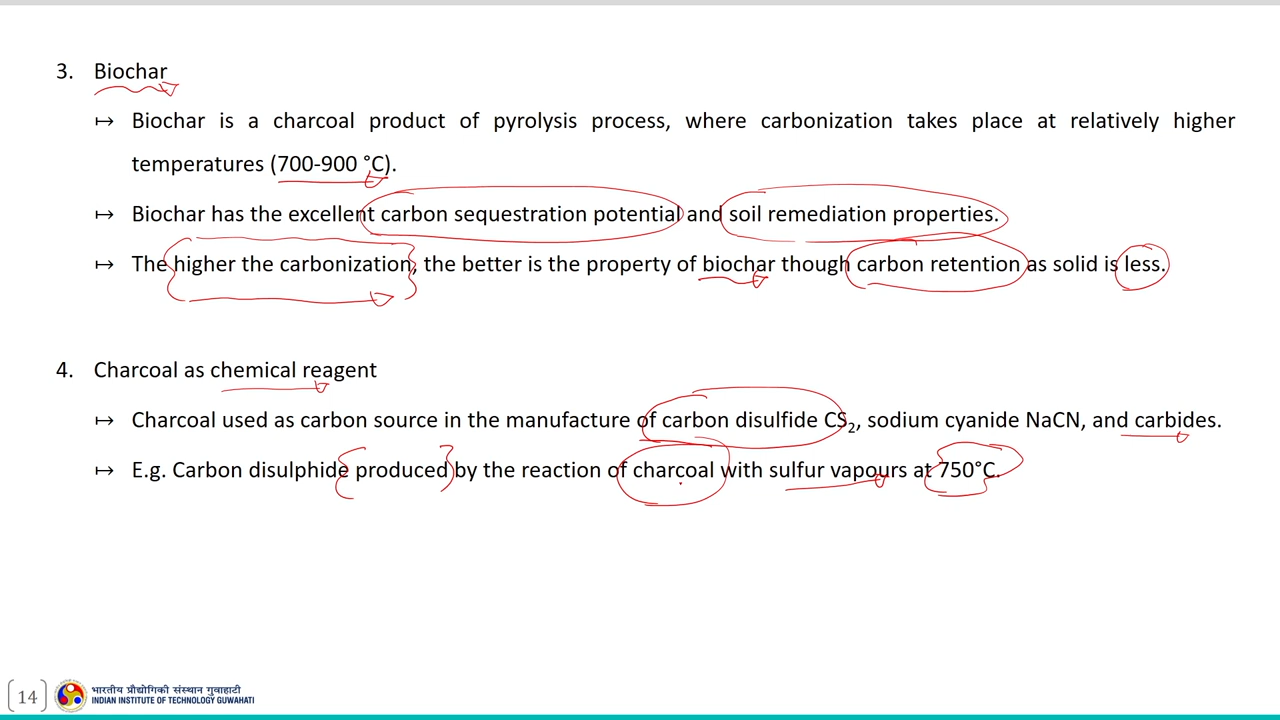 3. Biochar
↦ Biochar is a charcoal product of pyrolysis process, where carbonization takes place at relatively higher
temperatures (700-900 °C).
↦ Biochar has the excellent carbon sequestration potential and soil remediation properties.
↦ The higher the carbonization, the better is the property of biochar though carbon retention as solid is less.
4. Charcoal as chemical reagent
↦ Charcoal used as carbon source in the manufacture of carbon disulfide CS₂, sodium cyanide NaCN, and carbides.
↦ E.g. Carbon disulphide produced by the reaction of charcoal with sulfur vapours at 750°C.
14
भारतीय प्रौद्योगिकी संस्थान गुवाहाटी
INDIAN INSTITUTE OF TECHNOLOGY GUWAHATI